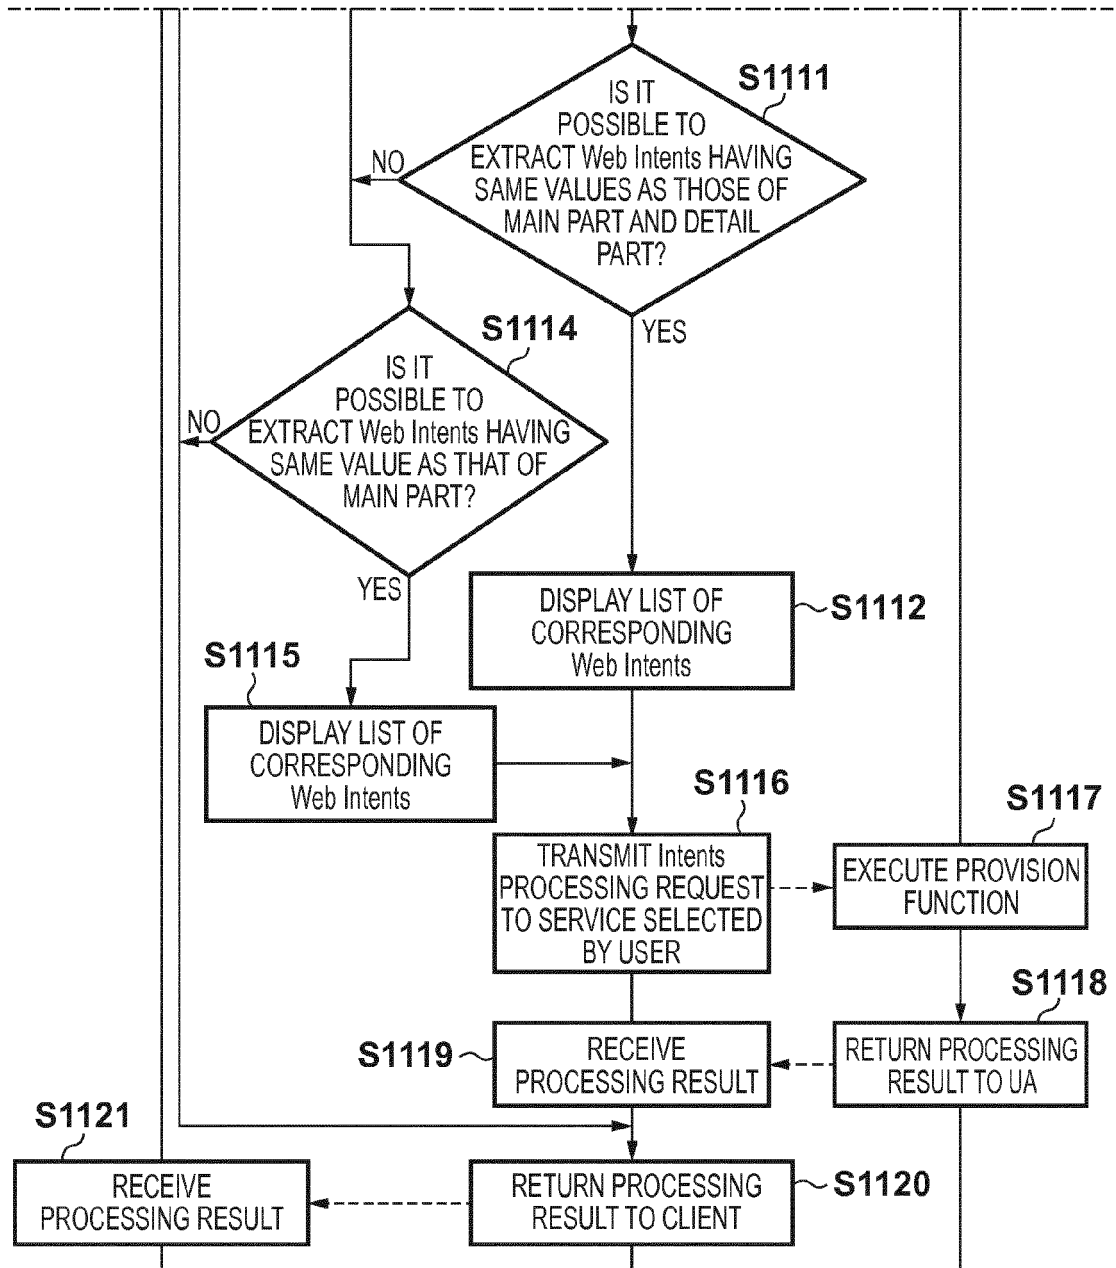 S1111
IS IT
POSSIBLE TO
EXTRACT Web Intents HAVING
SAME VALUES AS THOSE OF
MAIN PART AND DETAIL
PART?
NO
YES
S1114
IS IT
POSSIBLE TO
EXTRACT Web Intents HAVING
SAME VALUE AS THAT OF
MAIN PART?
NO
YES
DISPLAY LIST OF
CORRESPONDING
Web Intents
S1112
S1115
DISPLAY LIST OF
CORRESPONDING
Web Intents
S1116
TRANSMIT Intents
PROCESSING REQUEST
TO SERVICE SELECTED
BY USER
S1117
EXECUTE PROVISION
FUNCTION
S1118
RETURN PROCESSING
RESULT TO UA
S1119
RECEIVE
PROCESSING RESULT
S1121
RECEIVE
PROCESSING RESULT
RETURN PROCESSING
RESULT TO CLIENT
S1120